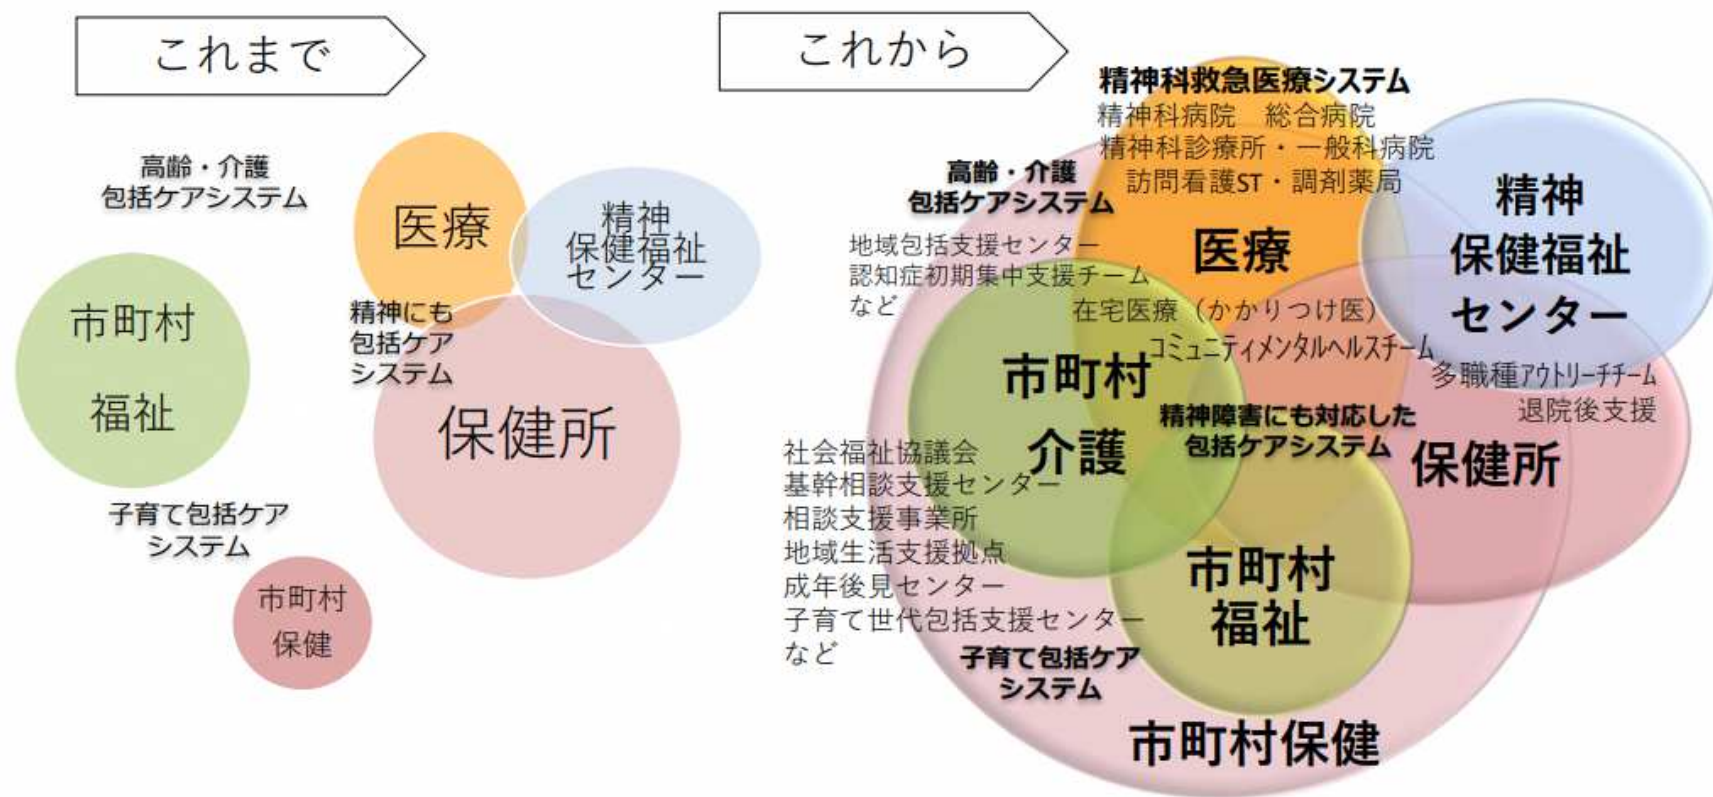 これまで
高齢・介護
包括ケアシステム
医療
精神
保健福祉
センター
市町村
福祉
精神にも
包括ケア
システム
保健所
子育て包括ケア
システム
市町村
保健
これから
精神科救急医療システム
精神科病院　総合病院
精神科診療所・一般科病院
訪問看護ST・調剤薬局
高齢・介護
包括ケアシステム
地域包括支援センター
認知症初期集中支援チーム
など
医療
精神
保健福祉
センター
在宅医療（かかりつけ医）
コミュニティメンタルヘルスチーム
多職種アウトリーチチーム
退院後支援
市町村
介護
精神障害にも対応した
包括ケアシステム
保健所
社会福祉協議会
基幹相談支援センター
相談支援事業所
地域生活支援拠点
成年後見センター
子育て世代包括支援センター
など
市町村
福祉
子育て包括ケア
システム
市町村保健